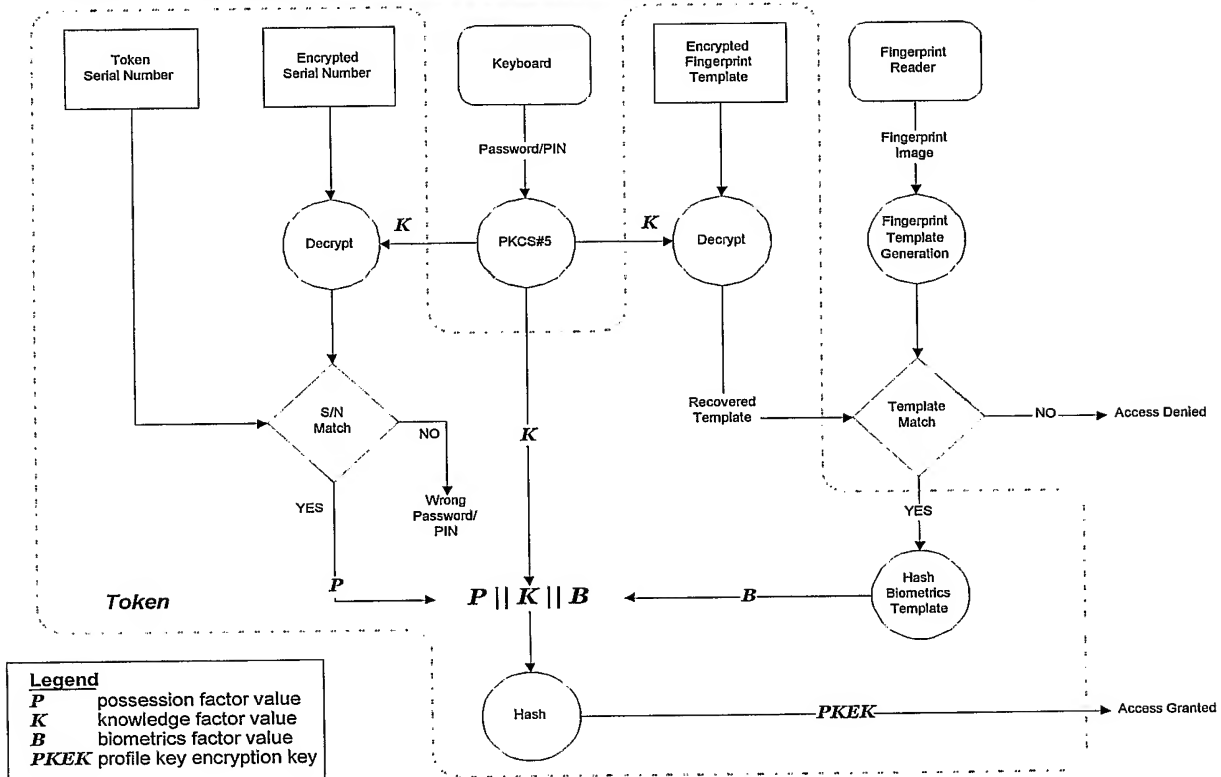 Token
Serial Number
Encrypted
Serial Number
Keyboard
Encrypted
Fingerprint
Template
Fingerprint
Reader
Password/PIN
Fingerprint
Image
Decrypt
K
PKCS#5
K
Decrypt
Fingerprint
Template
Generation
S/N
Match
NO
Wrong
Password/
PIN
YES
K
Recovered
Template
Template
Match
NO
Access Denied
YES
P
Token
P || K || B
B
Hash
Biometrics
Template
Hash
PKEK
Access Granted
Legend
P possession factor value
K knowledge factor value
B biometrics factor value
PKEK profile key encryption key